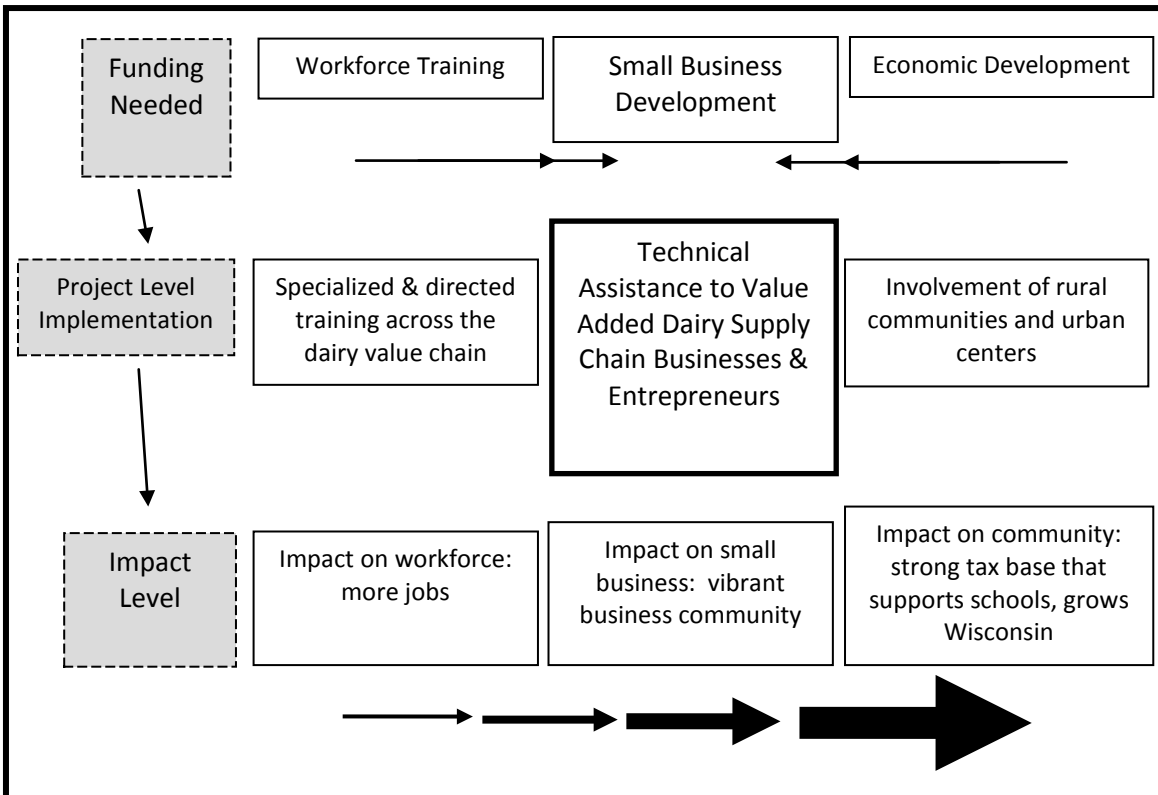 Funding
Needed
Workforce Training
Small Business
Development
Economic Development
Project Level
Implementation
Specialized & directed
training across the
dairy value chain
Technical
Assistance to Value
Added Dairy Supply
Chain Businesses &
Entrepreneurs
Involvement of rural
communities and urban
centers
Impact
Level
Impact on workforce:
more jobs
Impact on small
business:  vibrant
business community
Impact on community:
strong tax base that
supports schools, grows
Wisconsin